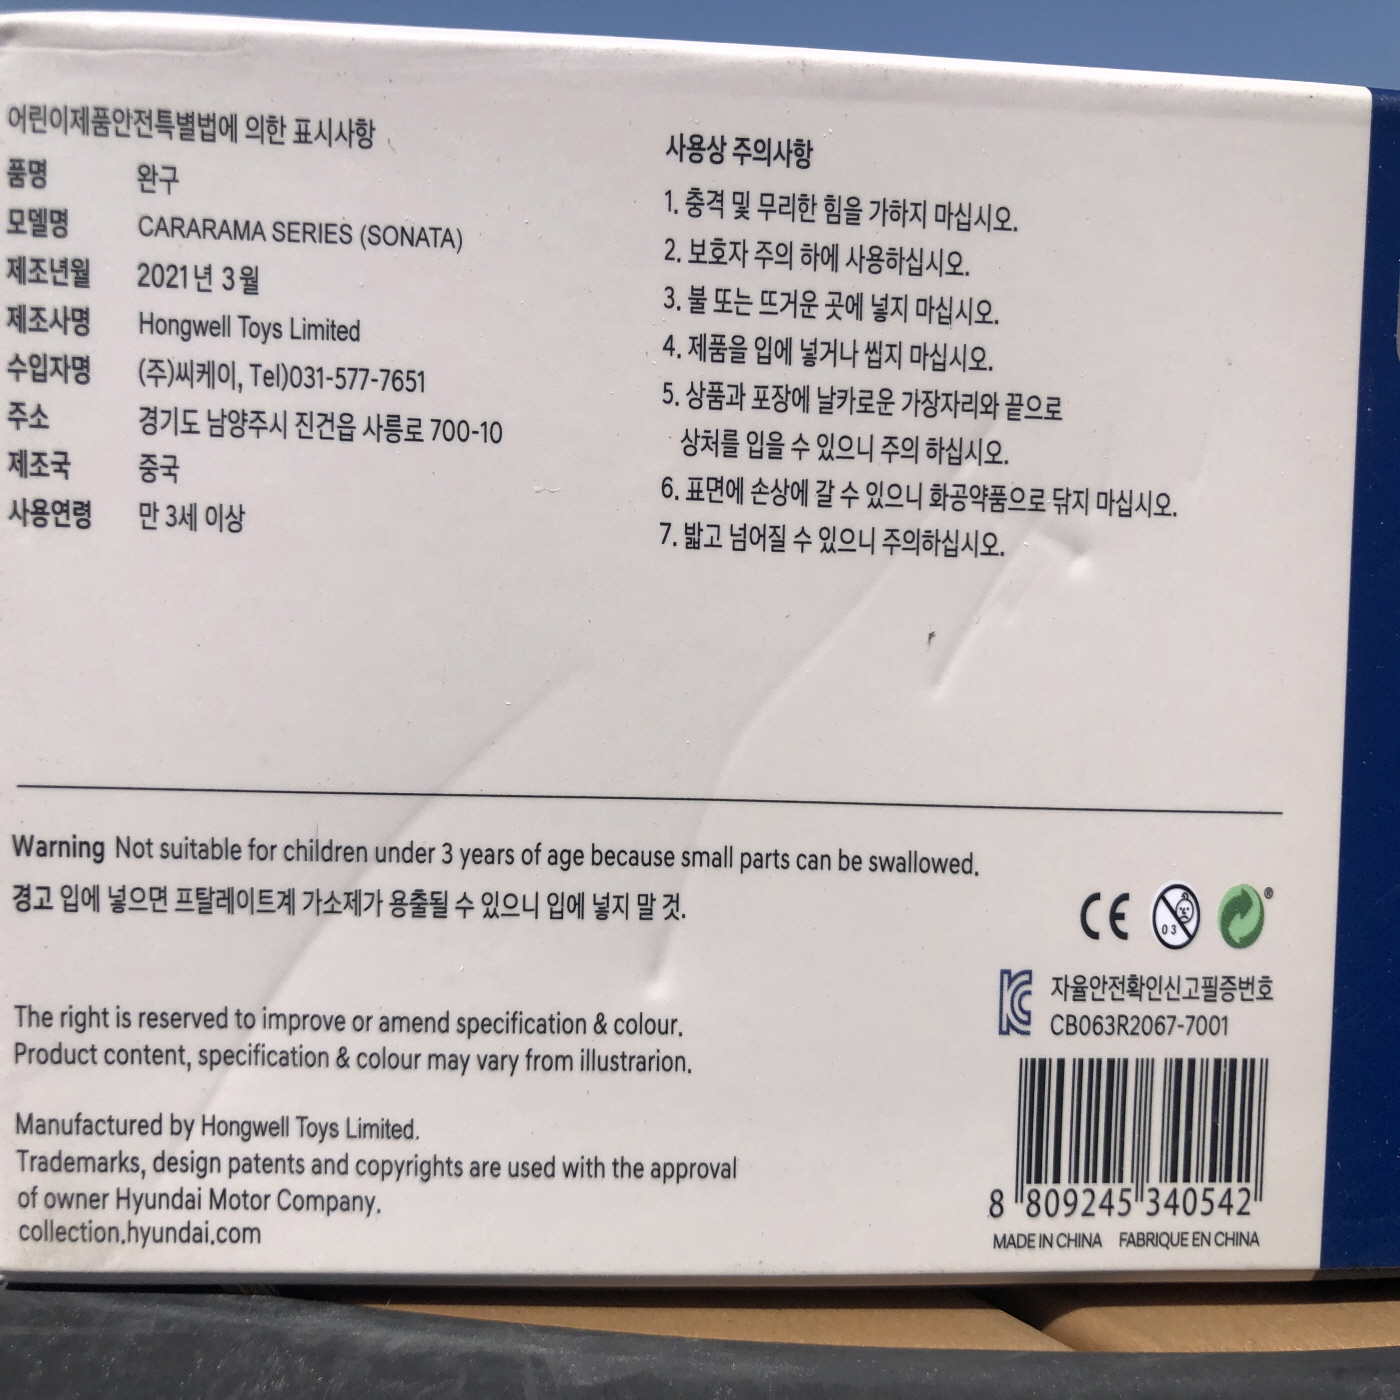 어린이제품안전특별법에 의한 표시사항
품명 완구
모델명 CARARAMA SERIES (SONATA)
제조년월 2021년 3월
제조사명 Hongwell Toys Limited
수입자명 (주)씨케이, Tel)031-577-7651
주소 경기도 남양주시 진건읍 사릉로 700-10
제조국 중국
사용연령 만 3세 이상
사용상 주의사항
1. 충격 및 무리한 힘을 가하지 마십시오.
2. 보호자 주의 하에 사용하십시오.
3. 불 또는 뜨거운 곳에 넣지 마십시오.
4. 제품을 입에 넣거나 씹지 마십시오.
5. 상품과 포장에 날카로운 가장자리와 끝으로
상처를 입을 수 있으니 주의 하십시오.
6. 표면에 손상에 갈 수 있으니 화공약품으로 닦지 마십시오.
7. 밟고 넘어질 수 있으니 주의하십시오.
Warning Not suitable for children under 3 years of age because small parts can be swallowed.
경고 입에 넣으면 프탈레이트계 가소제가 용출될 수 있으니 입에 넣지 말 것.
The right is reserved to improve or amend specification & colour.
Product content, specification & colour may vary from illustrarion.
Manufactured by Hongwell Toys Limited.
Trademarks, design patents and copyrights are used with the approval
of owner Hyundai Motor Company.
collection.hyundai.com
CE 03 ®
KC 자율안전확인신고필증번호
CB063R2067-7001
8 809245 340542
MADE IN CHINA FABRIQUE EN CHINA